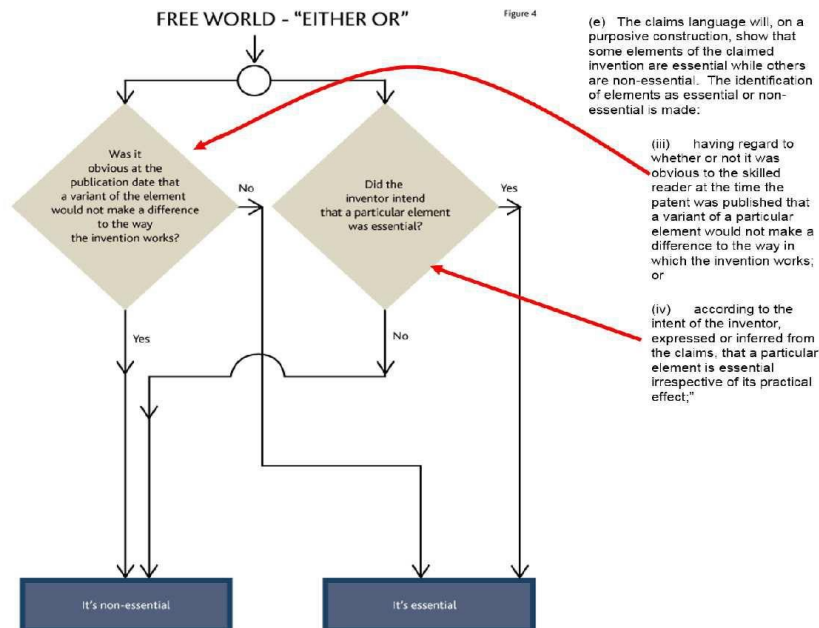 FREE WORLD - "EITHER OR"
Figure 4
Was it
obvious at the
publication date that
a variant of the element
would not make a difference
to the way
the invention works?
No
Did the
inventor intend
that a particular element
was essential?
Yes
Yes
No
It's non-essential
It's essential
(e) The claims language will, on a
purposive construction, show that
some elements of the claimed
invention are essential while others
are non-essential. The identification
of elements as essential or non-
essential is made:
(iii) having regard to
whether or not it was
obvious to the skilled
reader at the time the
patent was published that
a variant of a particular
element would not make a
difference to the way in
which the invention works;
or
(iv) according to the
intent of the inventor,
expressed or inferred from
the claims, that a particular
element is essential
irrespective of its practical
effect;"